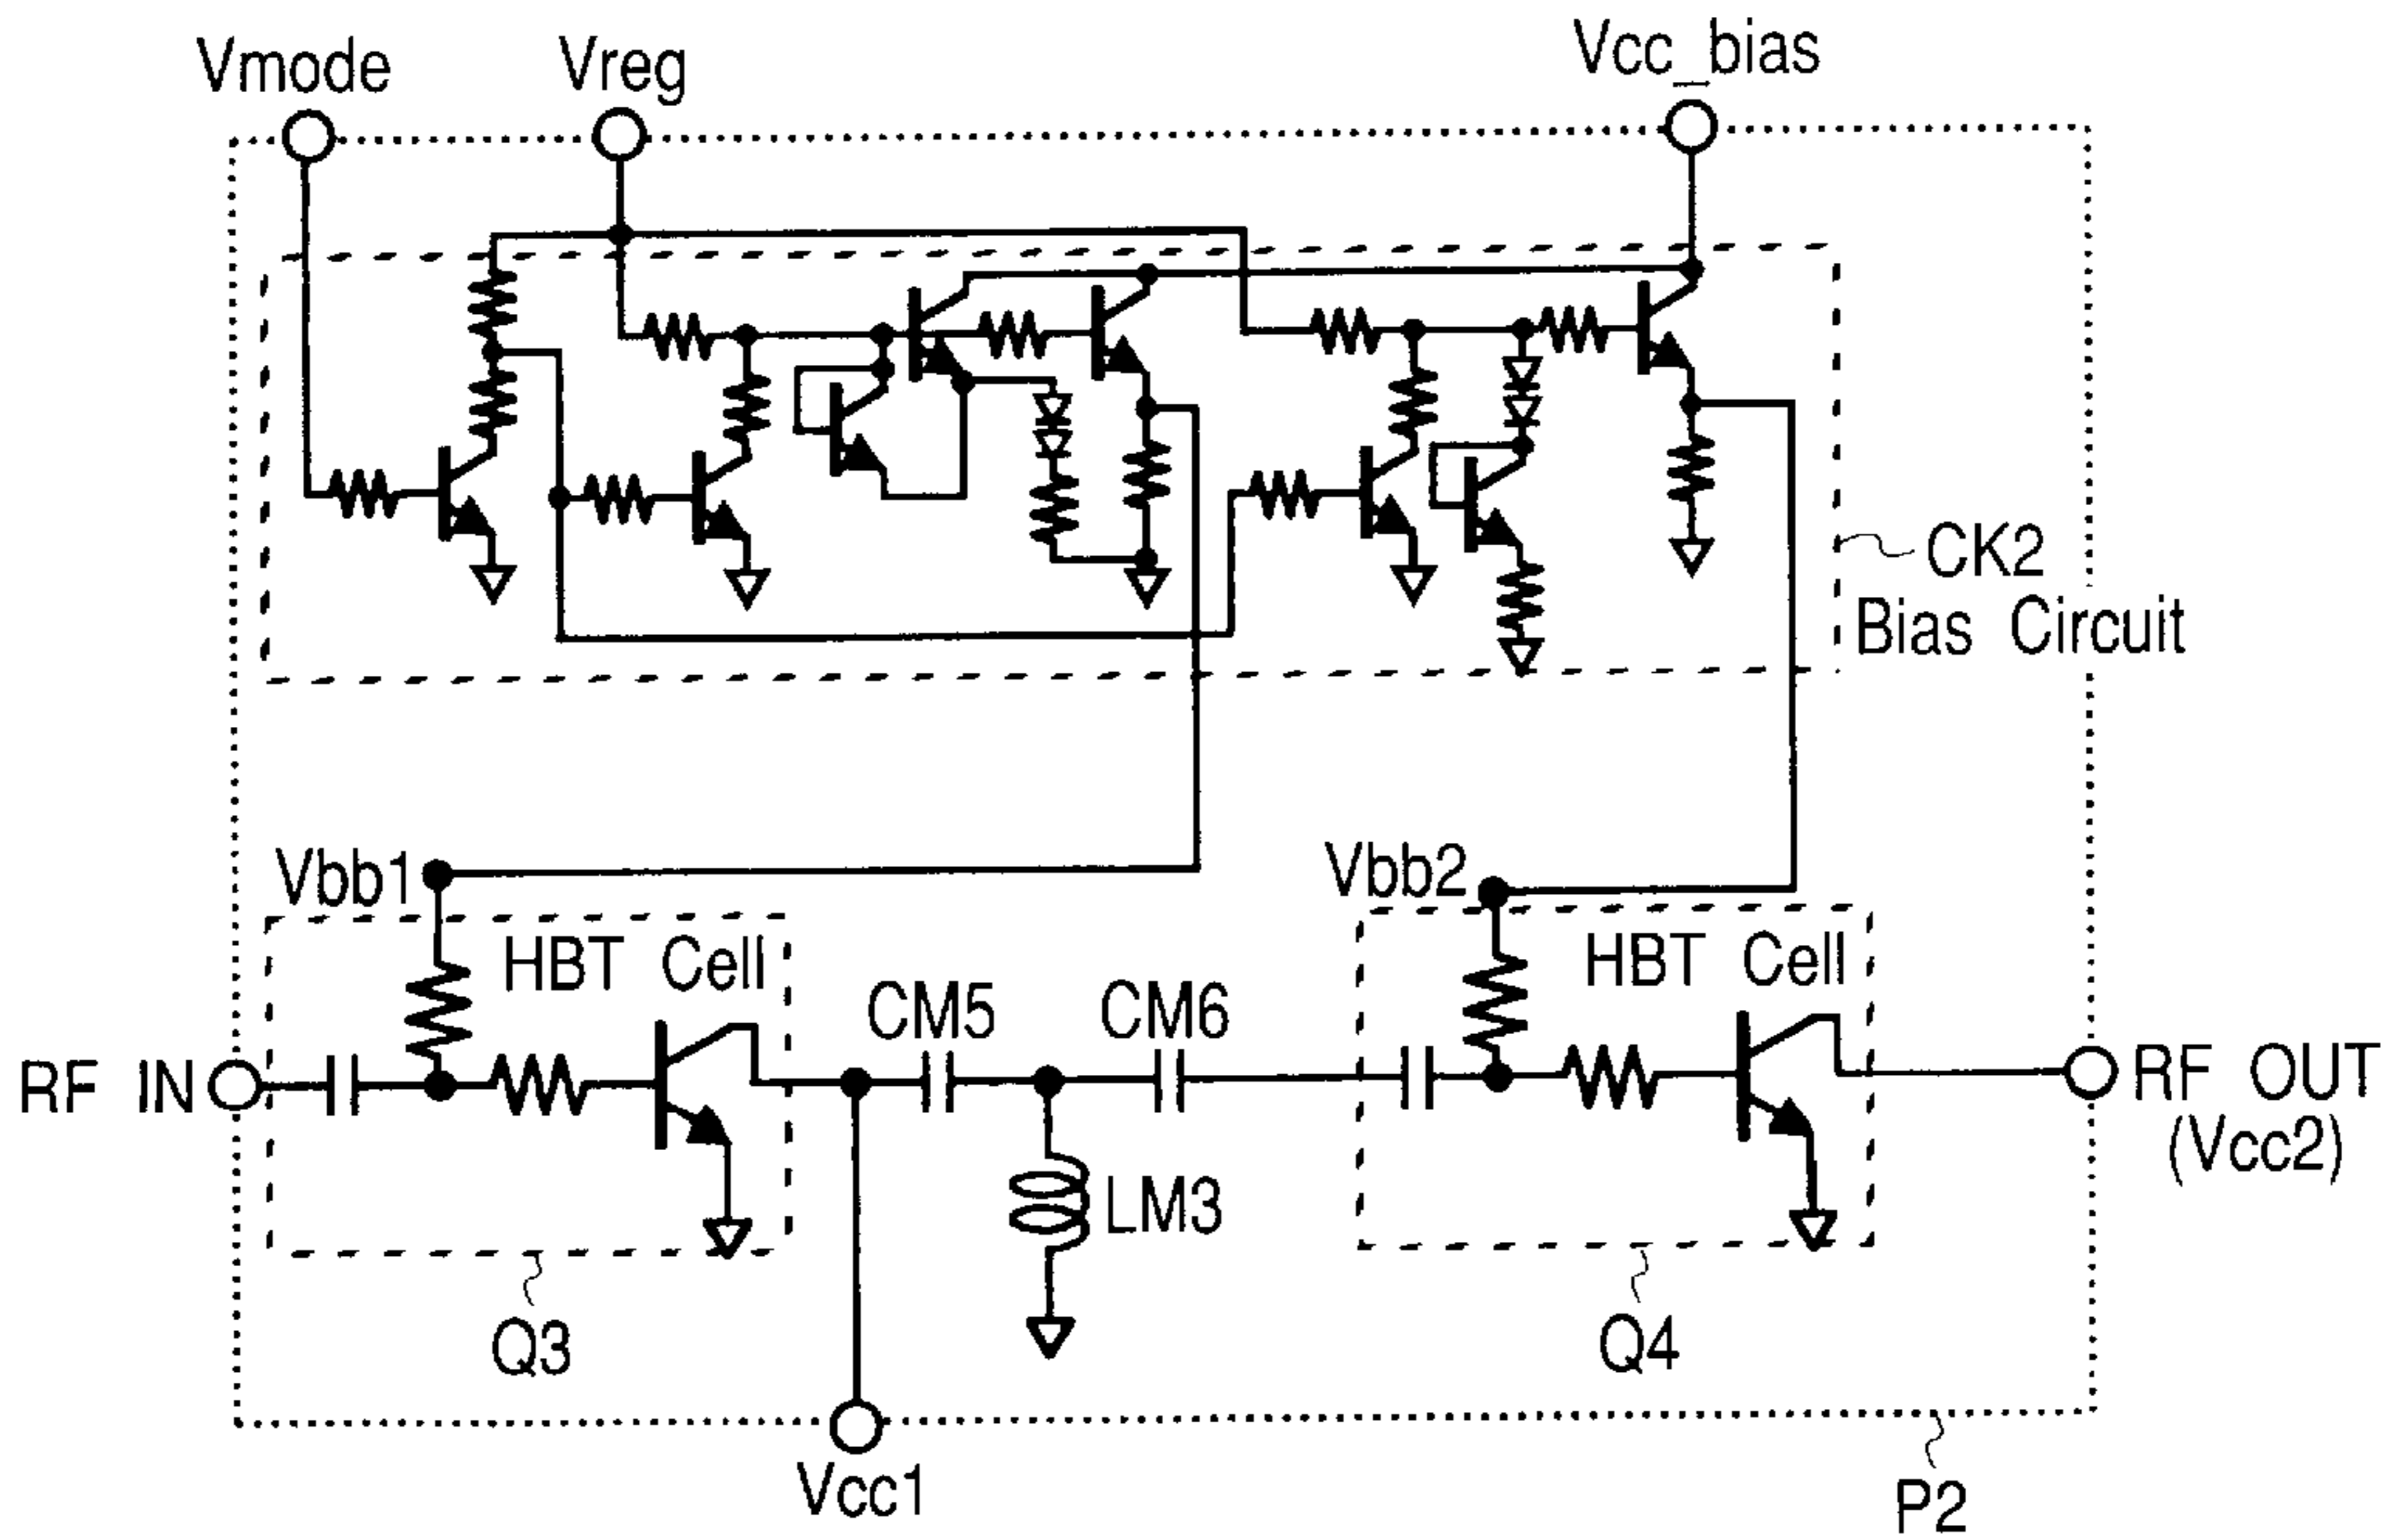 Vmode
Vreg
Vcc_bias
CK2
Bias Circuit
Vbb1
HBT Cell
Vbb2
HBT Cell
CM5
CM6
RF IN
RF OUT
(Vcc2)
LM3
Q3
Q4
Vcc1
P2